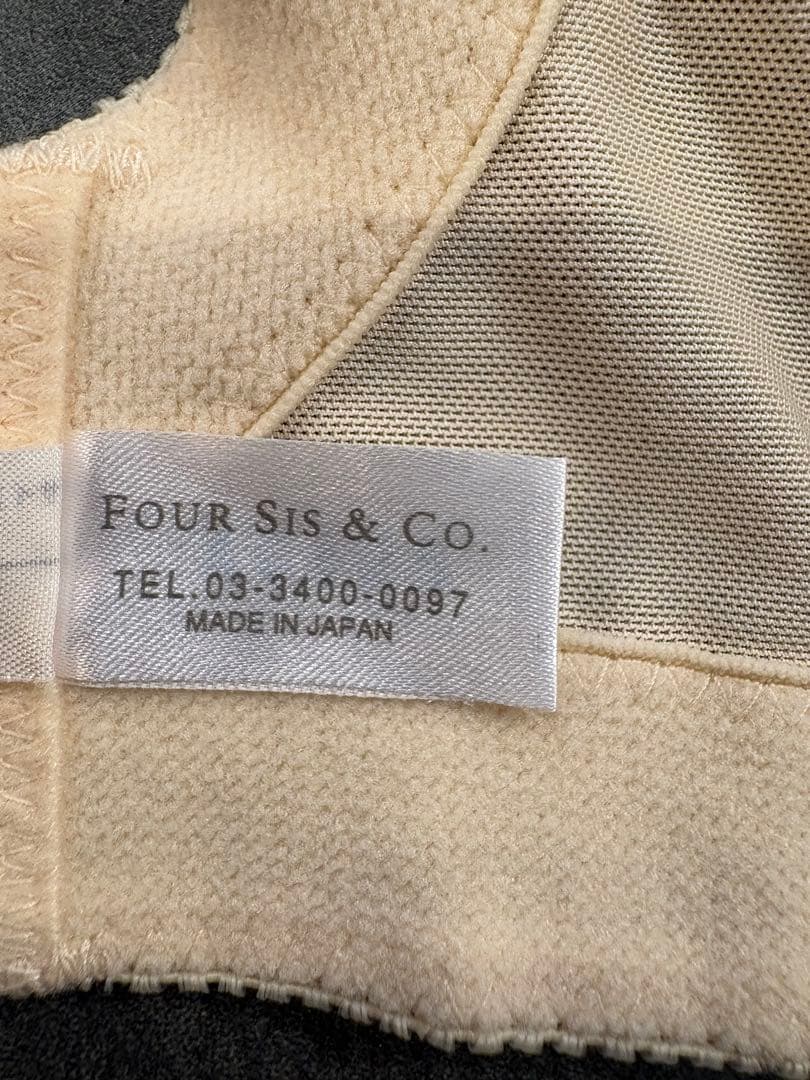 FOUR SIS & CO.
TEL.03-3400-0097
MADE IN JAPAN